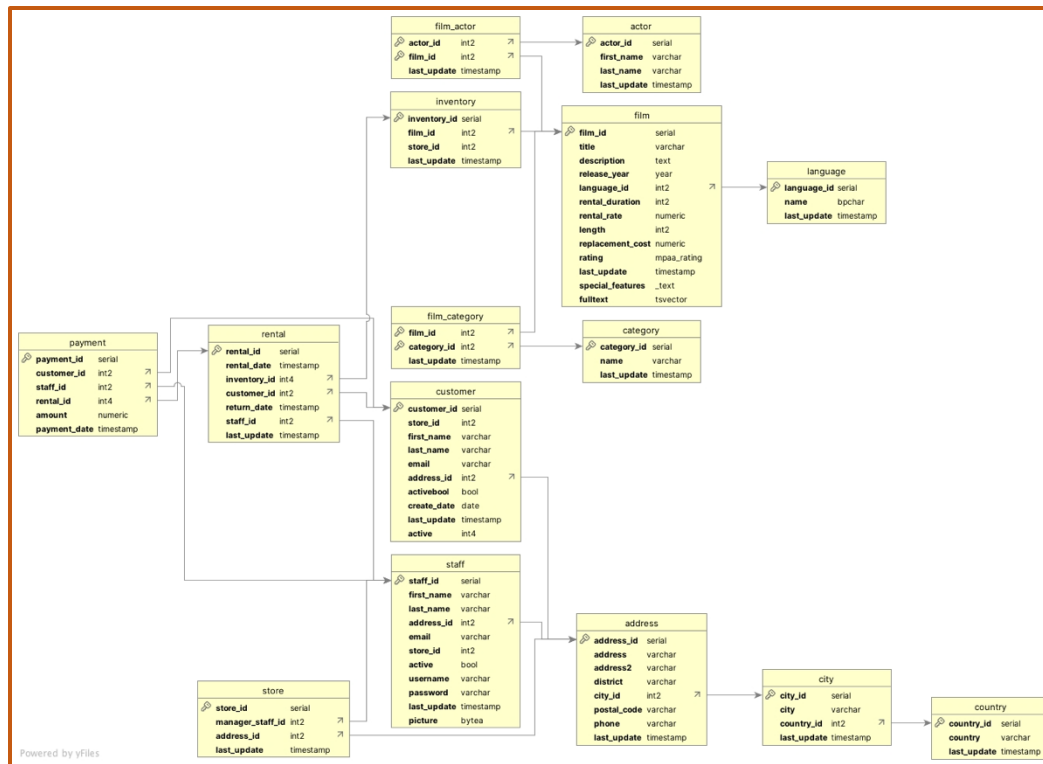 film_actor
actor_id int2
film_id int2
last_update timestamp
actor
actor_id serial
first_name varchar
last_name varchar
last_update timestamp
inventory
inventory_id serial
film_id int2
store_id int2
last_update timestamp
film
film_id serial
title varchar
description text
release_year year
language_id int2
rental_duration int2
rental_rate numeric
length int2
replacement_cost numeric
rating mpaa_rating
last_update timestamp
special_features _text
fulltext tsvector
language
language_id serial
name bpchar
last_update timestamp
film_category
film_id int2
category_id int2
last_update timestamp
category
category_id serial
name varchar
last_update timestamp
payment
payment_id serial
customer_id int2
staff_id int2
rental_id int4
amount numeric
payment_date timestamp
rental
rental_id serial
rental_date timestamp
inventory_id int4
customer_id int2
return_date timestamp
staff_id int2
last_update timestamp
customer
customer_id serial
store_id int2
first_name varchar
last_name varchar
email varchar
address_id int2
activebool bool
create_date date
last_update timestamp
active int4
staff
staff_id serial
first_name varchar
last_name varchar
address_id int2
email varchar
store_id int2
active bool
username varchar
password varchar
last_update timestamp
picture bytea
store
store_id serial
manager_staff_id int2
address_id int2
last_update timestamp
address
address_id serial
address varchar
address2 varchar
district varchar
city_id int2
postal_code varchar
phone varchar
last_update timestamp
city
city_id serial
city varchar
country_id int2
last_update timestamp
country
country_id serial
country varchar
last_update timestamp
Powered by yFiles